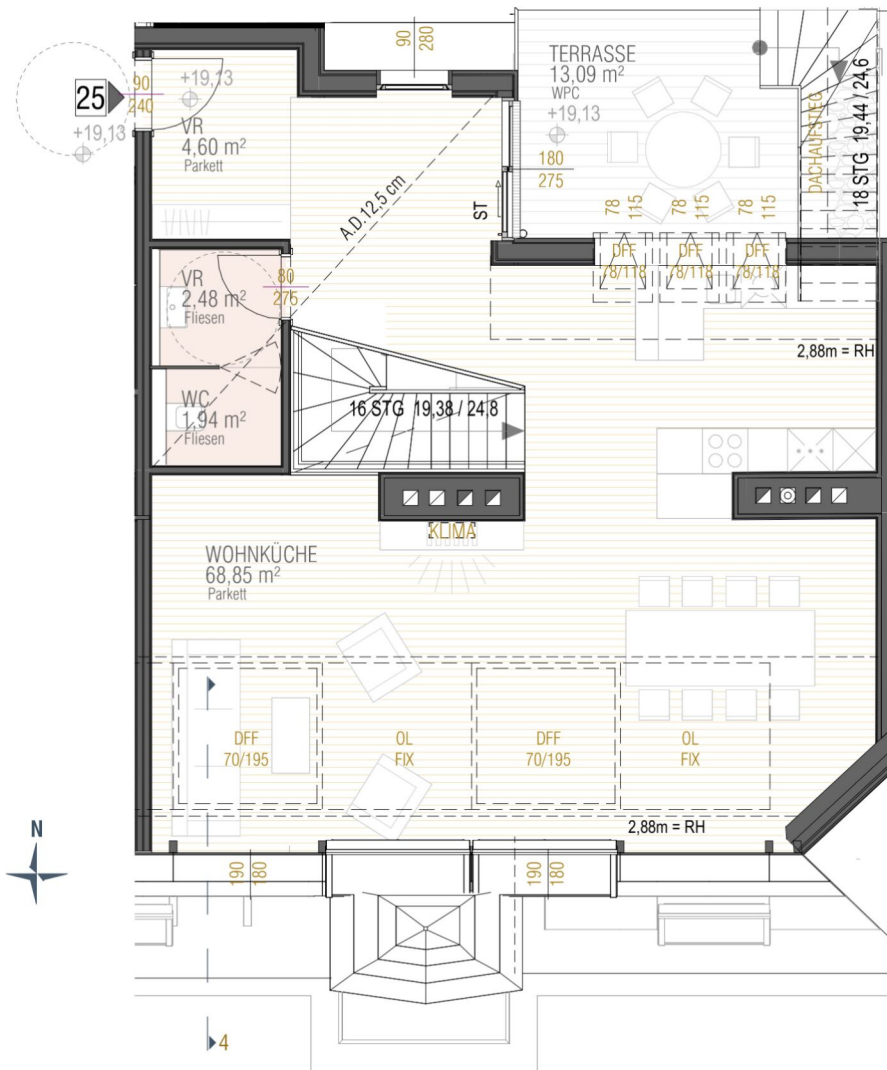 90
280
TERRASSE
13,09 m²
WPC
+19,13
DACHAUFSTIEG
18 STG 19,44 / 24,6
25
90
240
+19,13
+19,13
VR
4,60 m²
Parkett
A.D.12,5 cm
ST
180
275
78
115
78
115
78
115
DFF
78/118
DFF
78/118
DFF
78/118
VR
2,48 m²
Fliesen
80
275
2,88m = RH
WC
1,94 m²
Fliesen
16 STG 19,38 / 24,8
KLIMA
WOHNKÜCHE
68,85 m²
Parkett
DFF
70/195
OL
FIX
DFF
70/195
OL
FIX
2,88m = RH
N
190
180
190
180
4